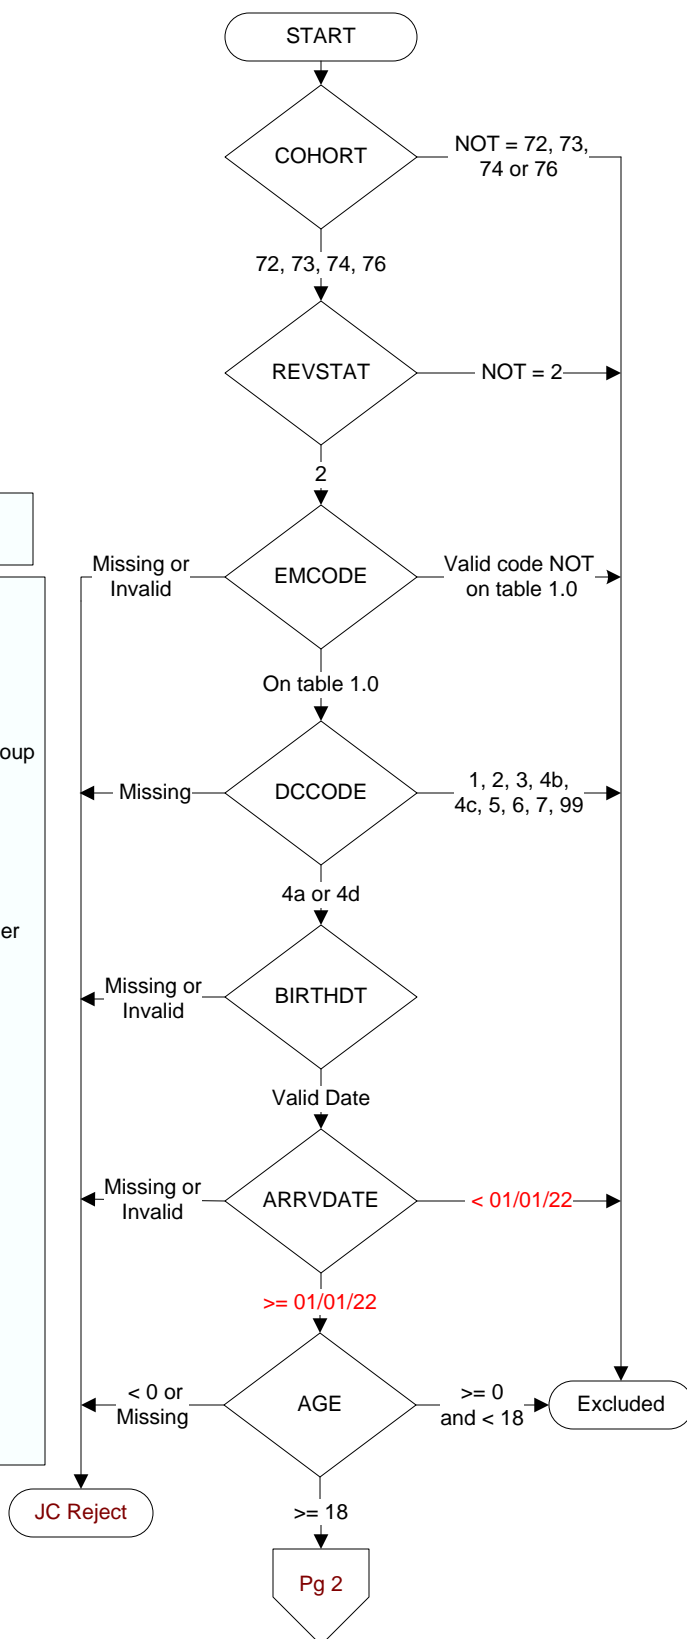 START
COHORT
NOT = 72, 73,
74 or 76
72, 73, 74, 76
REVSTAT
NOT = 2
2
Missing or
Invalid
EMCODE
Valid code NOT
on table 1.0
On table 1.0
oup
Missing
DCCODE
1, 2, 3, 4b,
4c, 5, 6, 7, 99
4a or 4d
er
Missing or
Invalid
BIRTHDT
Valid Date
Missing or
Invalid
ARRVDATE
< 01/01/22
>= 01/01/22
< 0 or
Missing
AGE
>= 0
and < 18
Excluded
JC Reject
>= 18
Pg 2